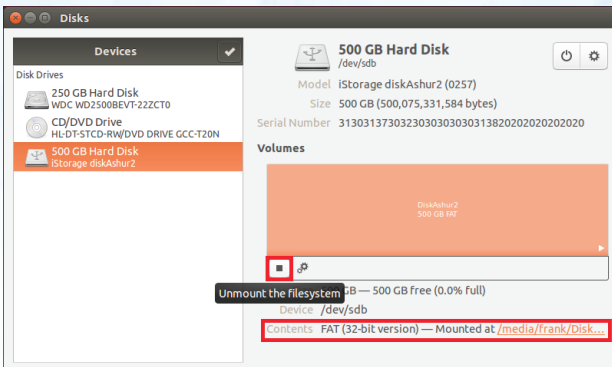 Disks
Devices
Disk Drives
250 GB Hard Disk
WDC WD2500BEVT-22ZCT0
CD/DVD Drive
HL-DT-STCD-RW/DVD DRIVE GCC-T20N
500 GB Hard Disk
iStorage diskAshur2
500 GB Hard Disk
/dev/sdb
Model iStorage diskAshur2 (0257)
Size 500 GB (500,075,331,584 bytes)
Serial Number 3130313730323030303030313820202020202020
Volumes
DiskAshur2
500 GB FAT
Unmount the filesystem
GB — 500 GB free (0.0% full)
Device /dev/sdb
Contents FAT (32-bit version) — Mounted at /media/frank/Disk...